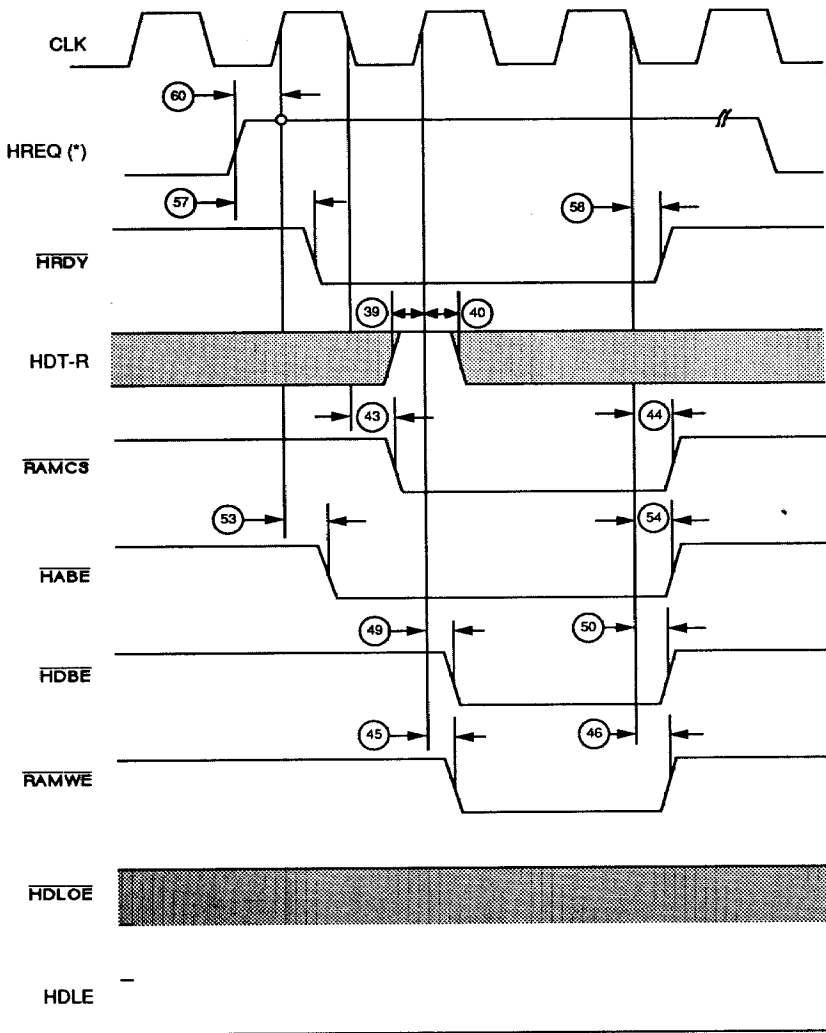 CLK
60
HREQ (*)
57
58
HRDY
39
40
HDT-R
43
44
RAMCS
53
54
HABE
49
50
HDBE
45
46
RAMWE
HDLOE
HDLE